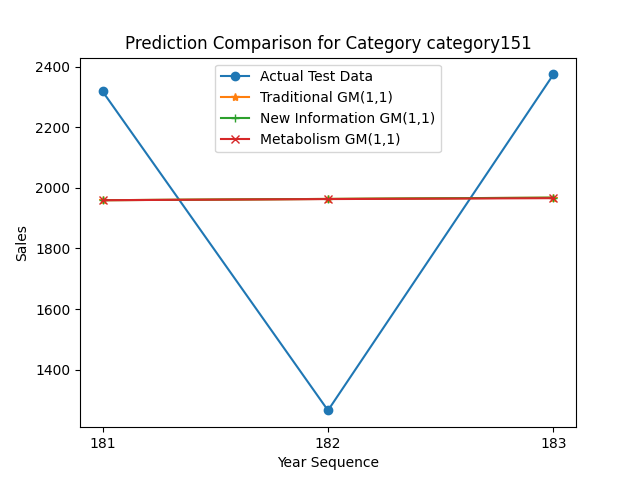 Prediction Comparison for Category category151
Actual Test Data
Traditional GM(1,1)
New Information GM(1,1)
Metabolism GM(1,1)
2400
2200
2000
1800
1600
1400
Sales
181
182
183
Year Sequence